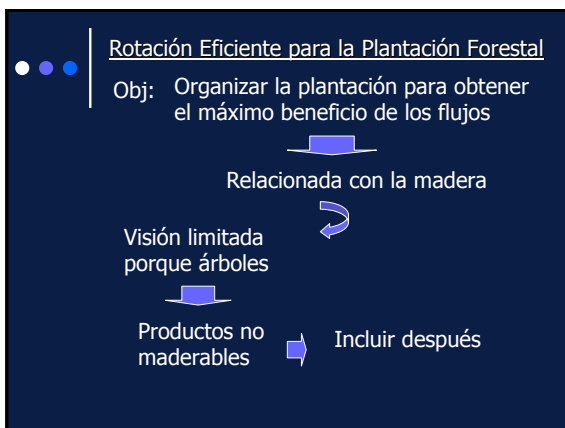 Rotación Eficiente para la Plantación Forestal
Obj: Organizar la plantación para obtener
el máximo beneficio de los flujos
Relacionada con la madera
Visión limitada
porque árboles
Productos no
maderables
Incluir después